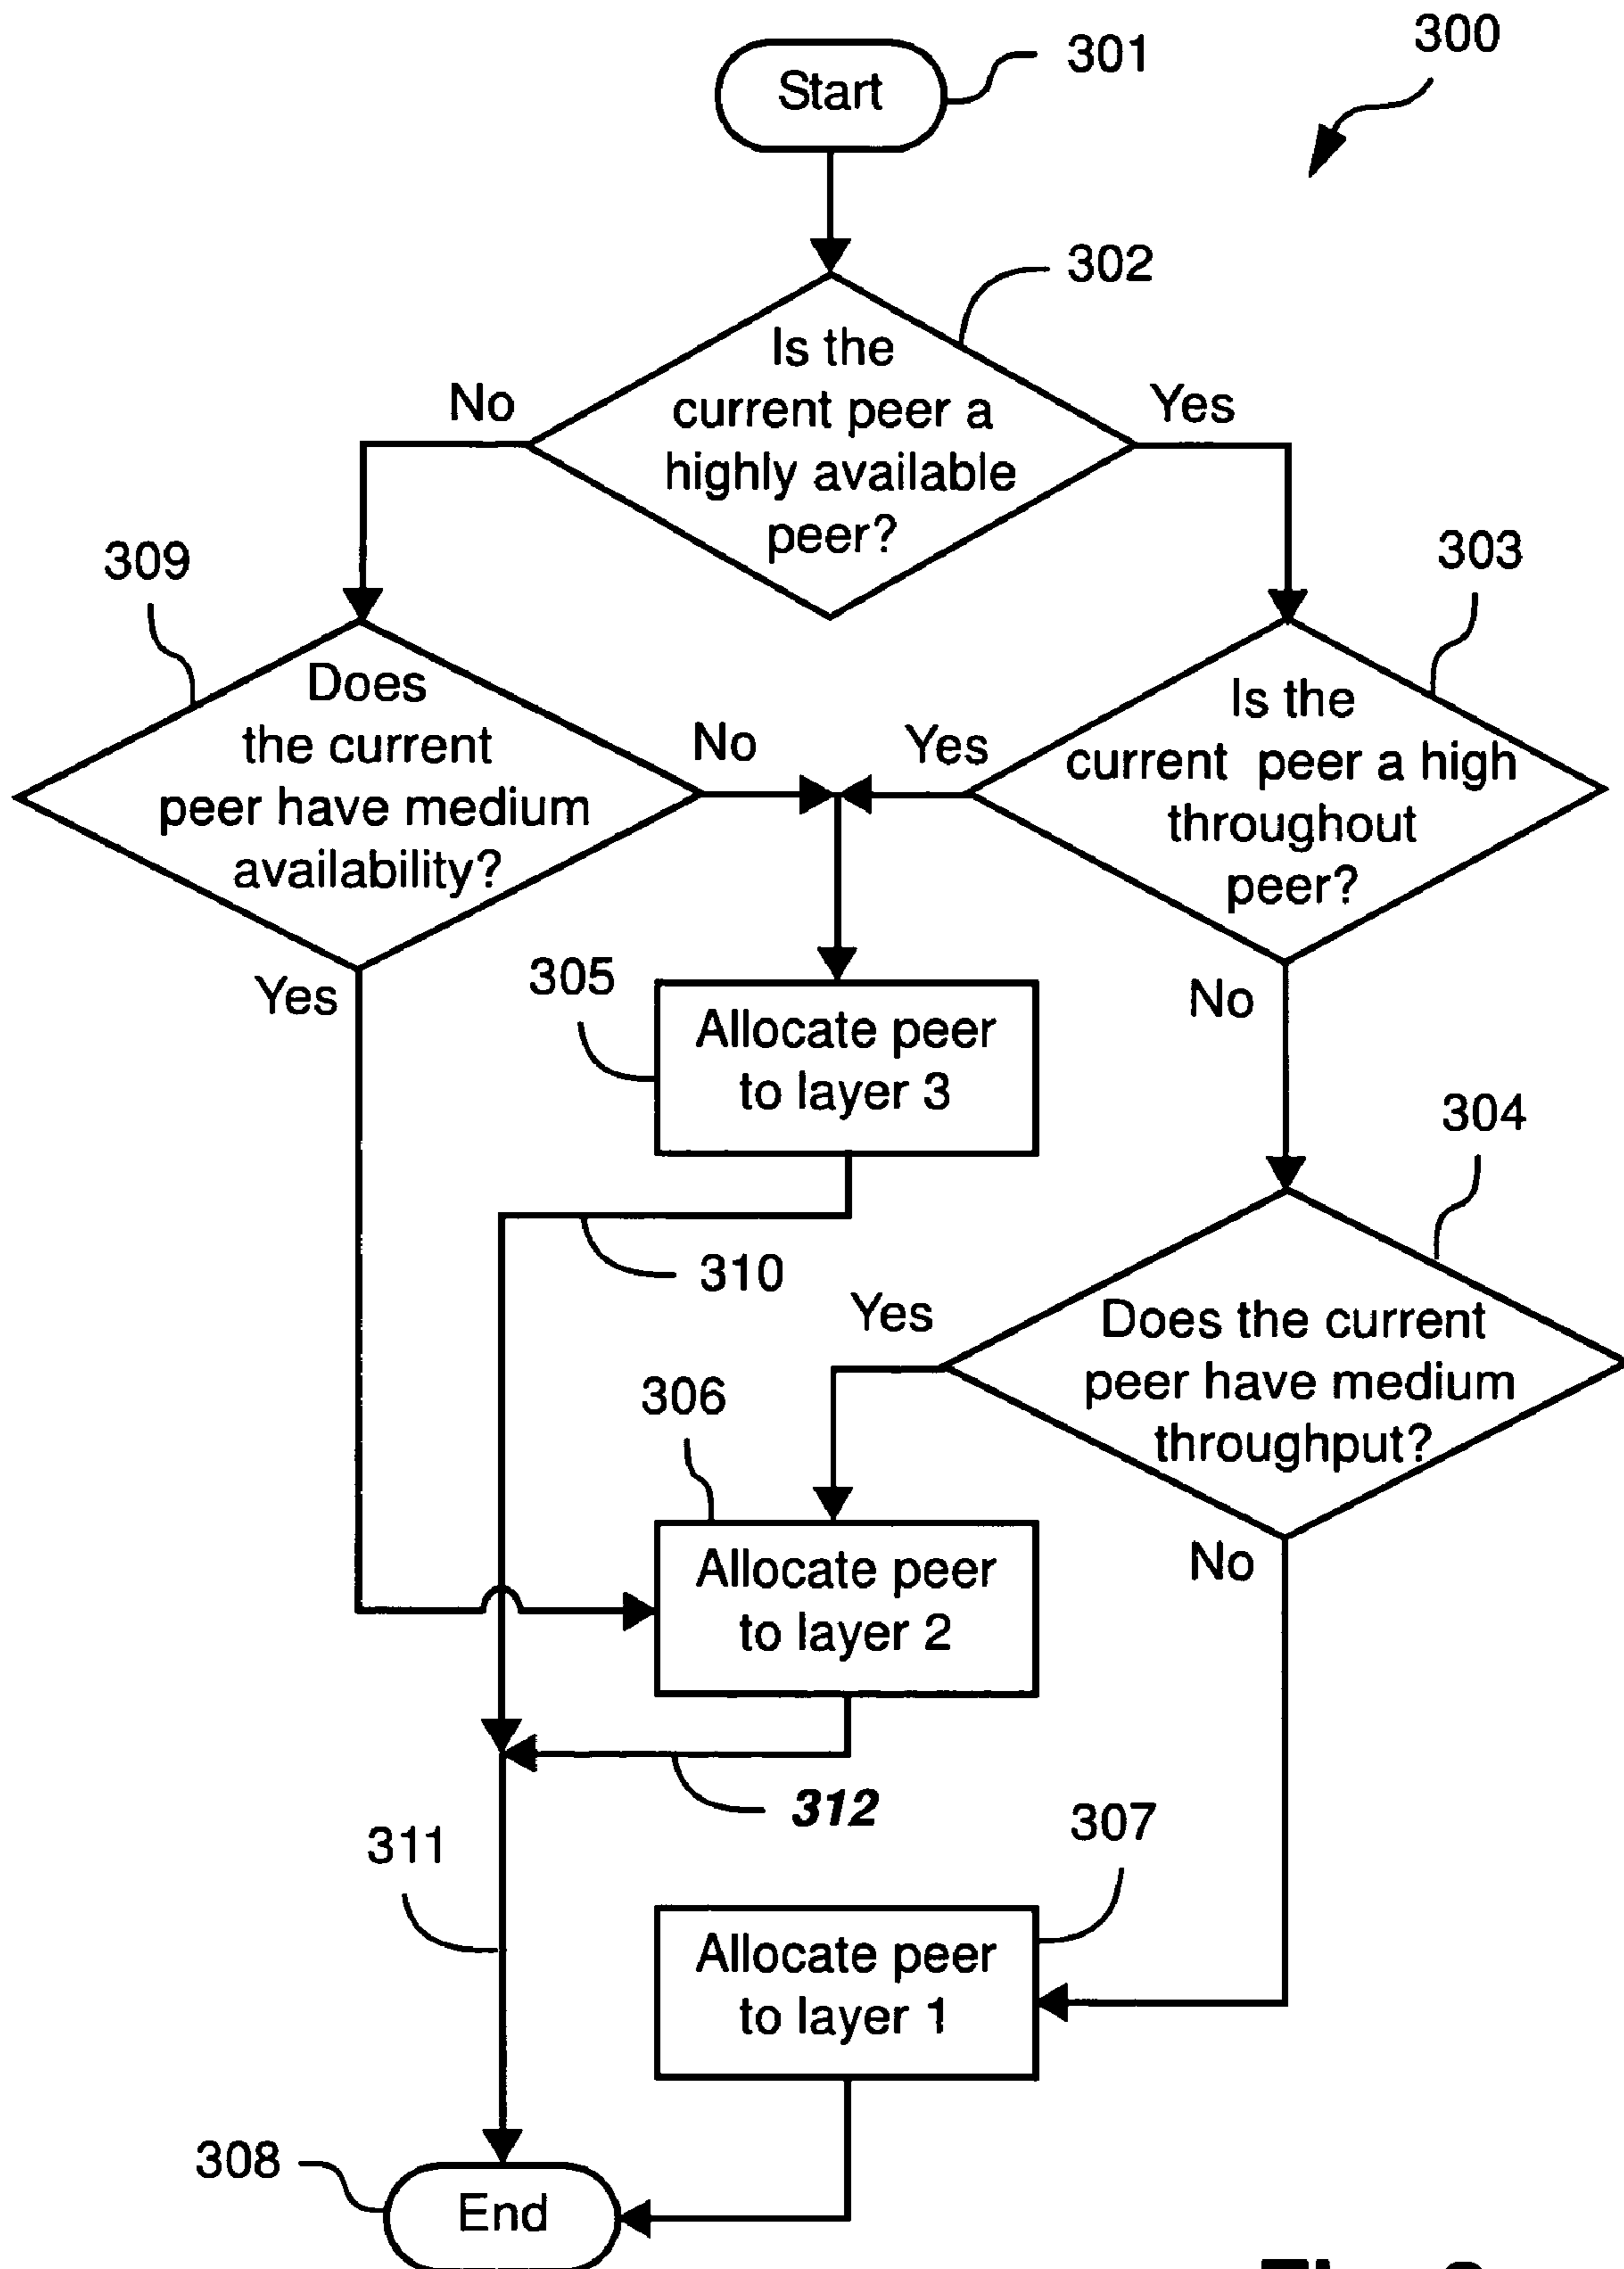 300
301
Start
302
Is the
current peer a
highly available
peer?
No
Yes
309
Does
the current
peer have medium
availability?
No
Yes
303
Is the
current peer a high
throughout
peer?
Yes
No
305
Allocate peer
to layer 3
310
304
Does the current
peer have medium
throughput?
Yes
No
306
Allocate peer
to layer 2
312
311
307
Allocate peer
to layer 1
308
End